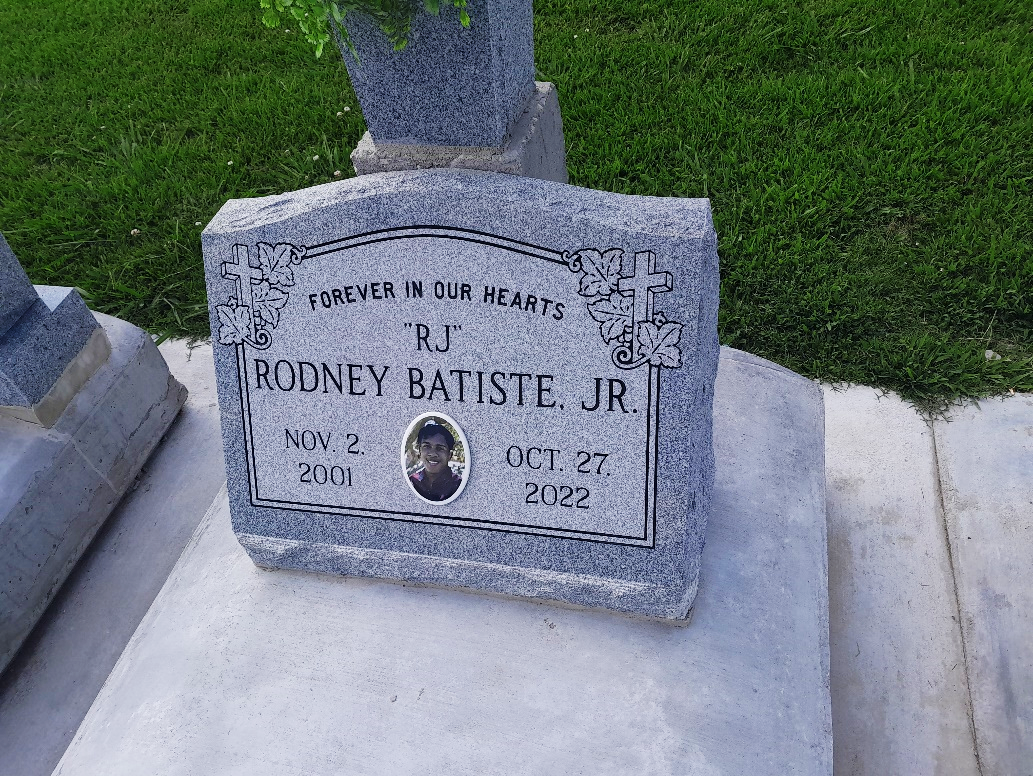 FOREVER IN OUR HEARTS
"RJ"
RODNEY BATISTE, JR.
NOV. 2, 2001
OCT. 27, 2022